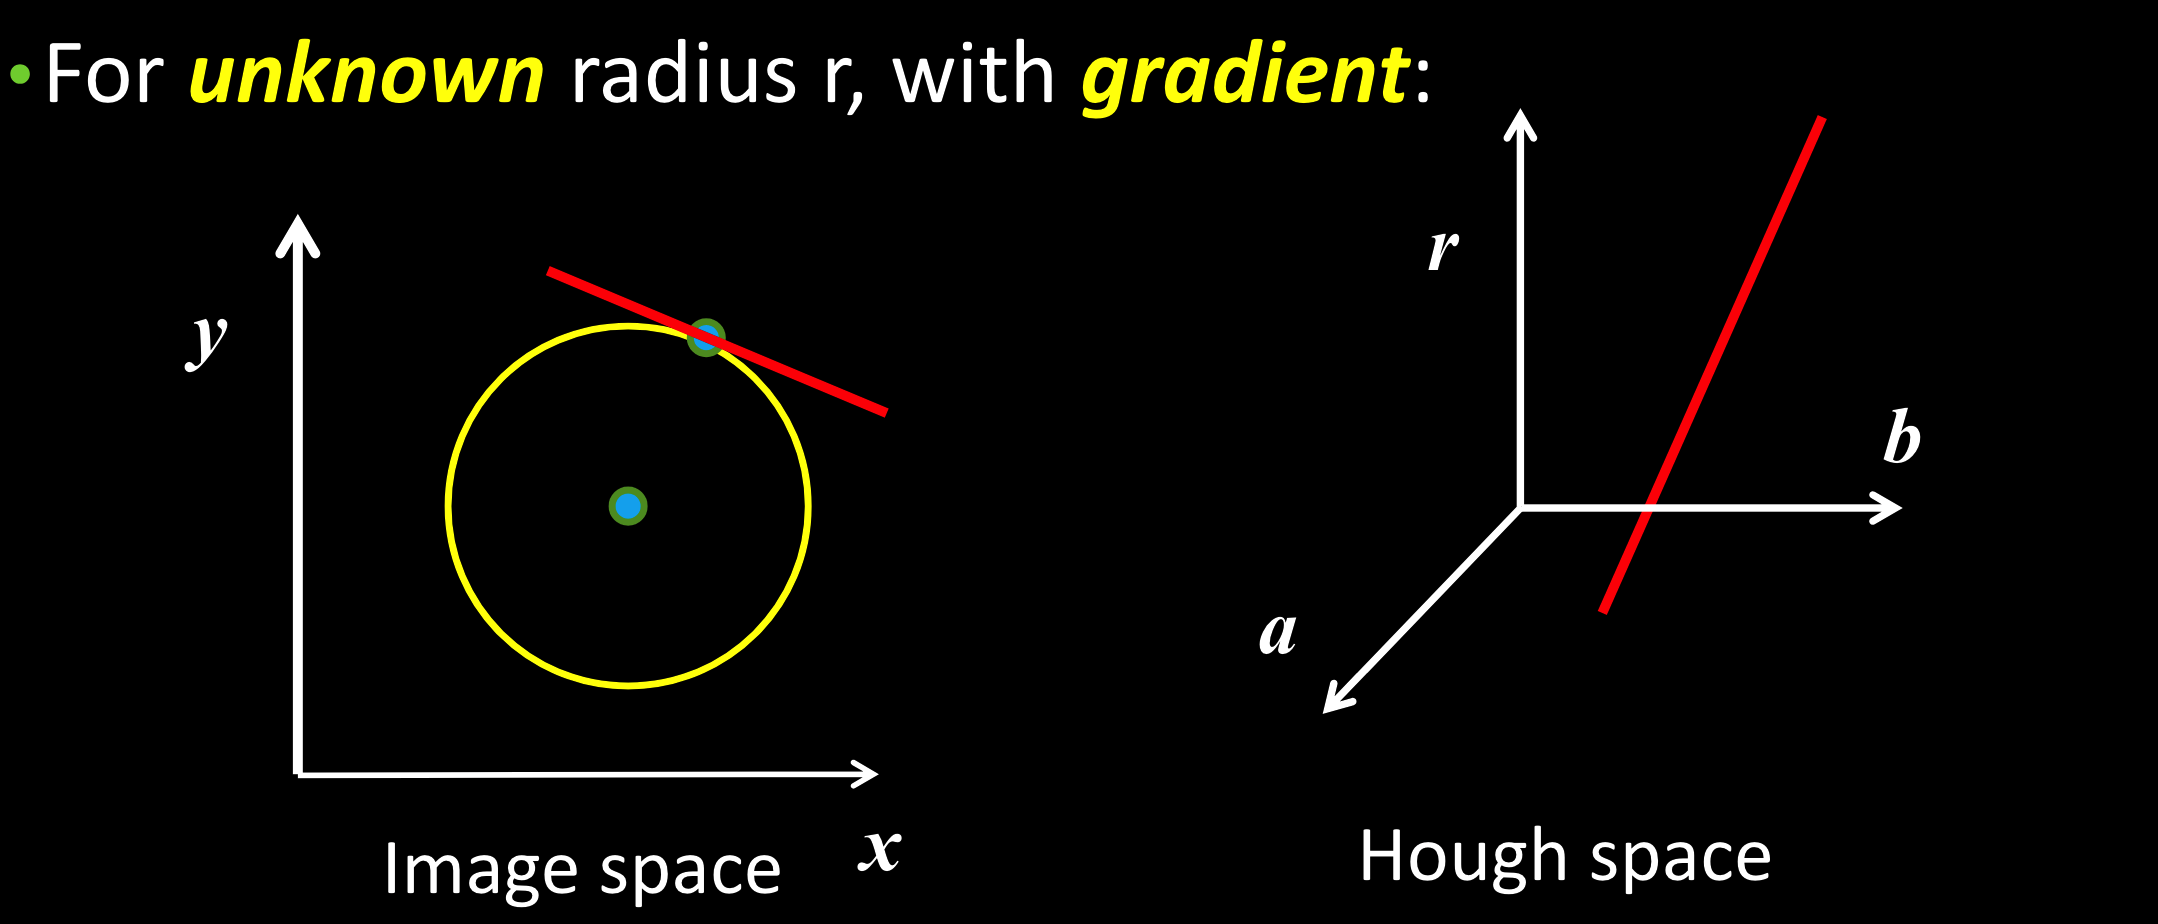 •For unknown radius r, with gradient:
r
y
b
a
x
Image space
Hough space